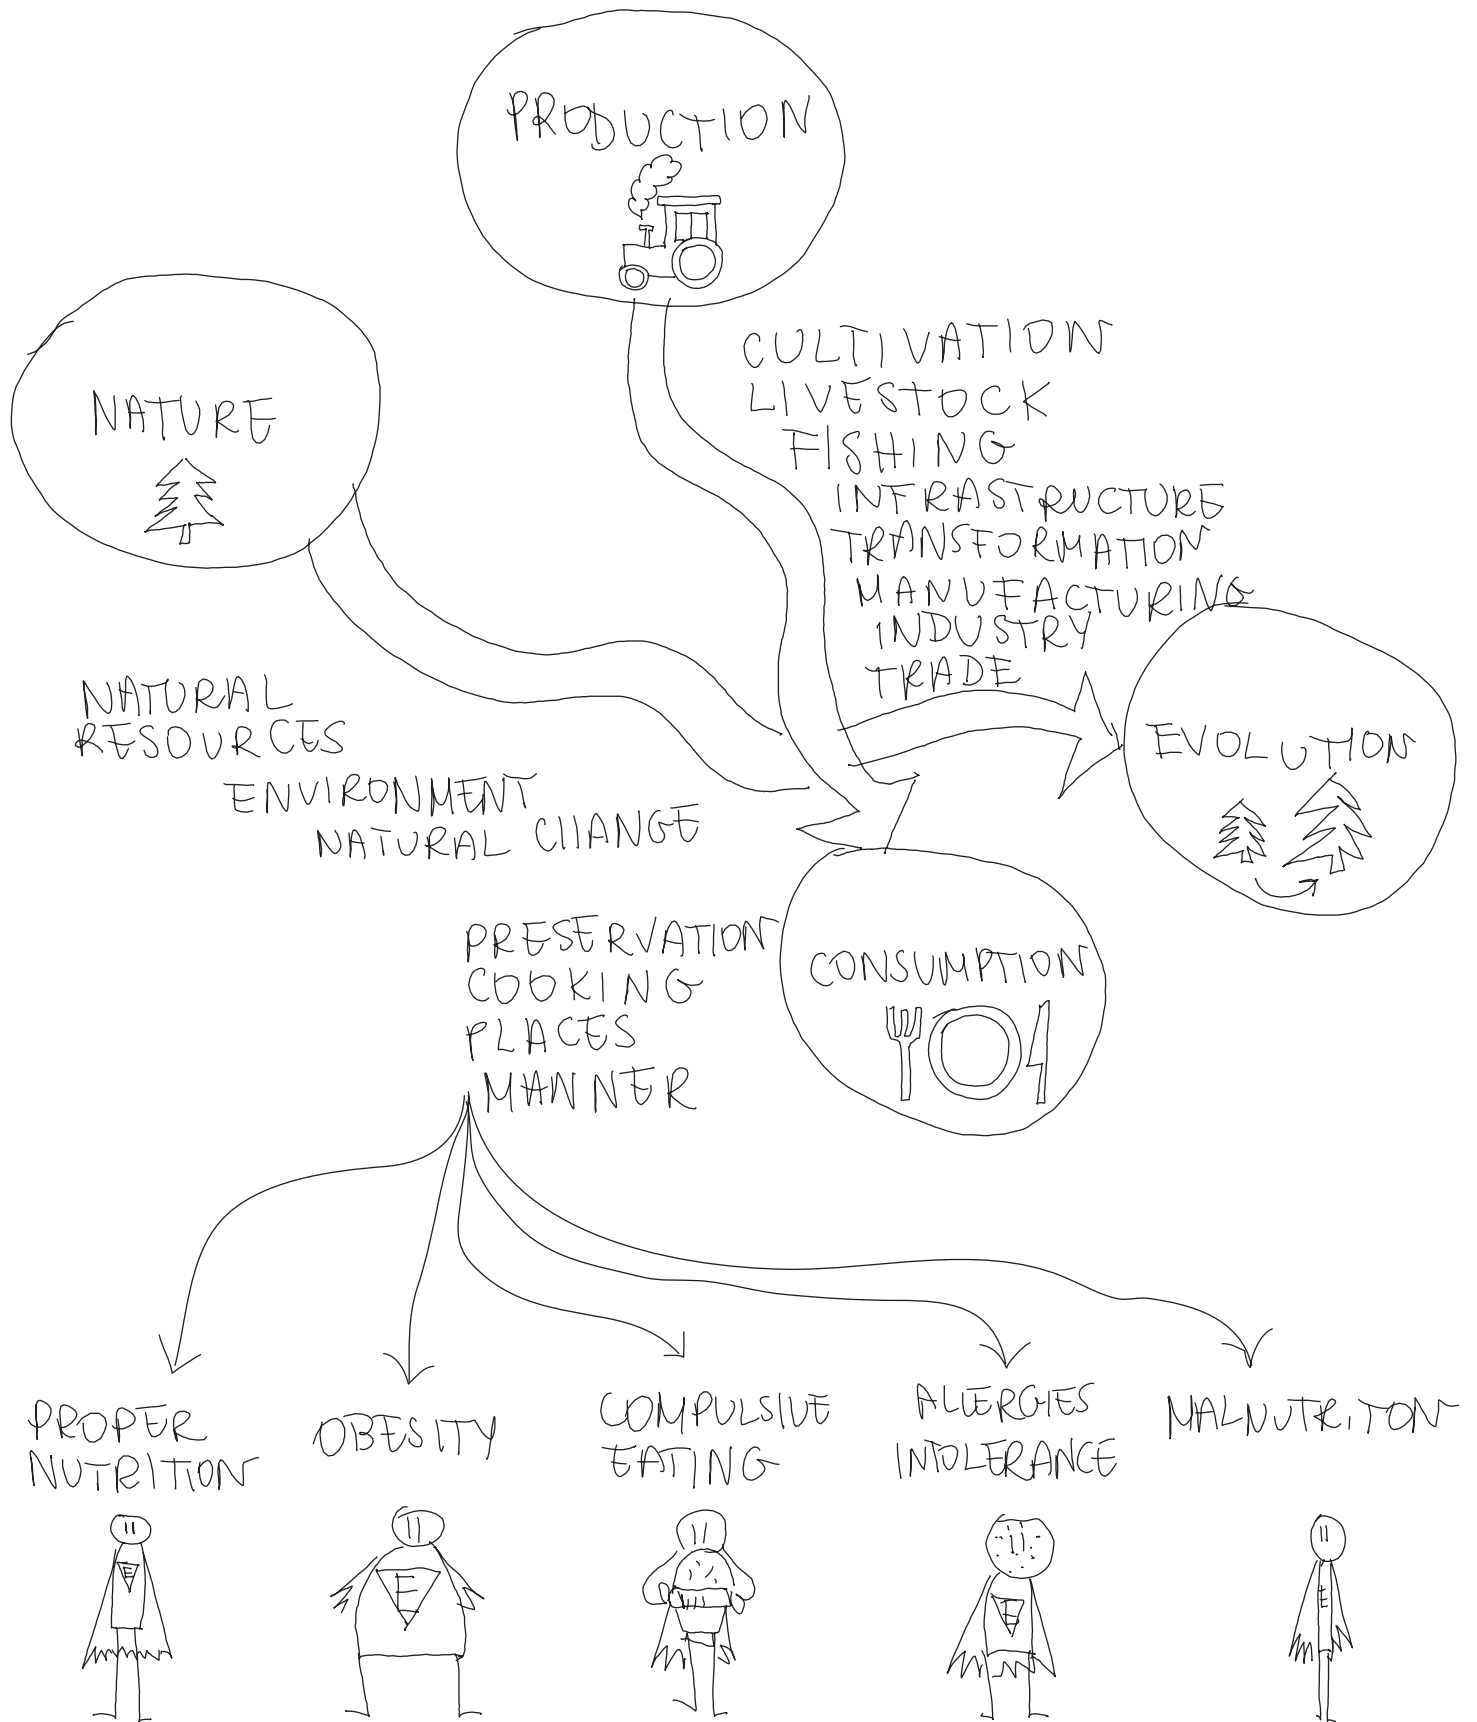 PRODUCTION
NATURE
CULTIVATION
LIVESTOCK
FISHING
INFRASTRUCTURE
TRANSFORMATION
MANUFACTURING
INDUSTRY
TRADE
NATURAL
RESOURCES
ENVIRONMENT
NATURAL CHANGE
EVOLUTION
PRESERVATION
COOKING
PLACES
MANNER
CONSUMPTION
PROPER
NUTRITION
OBESITY
COMPULSIVE
EATING
ALLERGIES
INTOLERANCE
MALNUTRITON
E
E
E
E